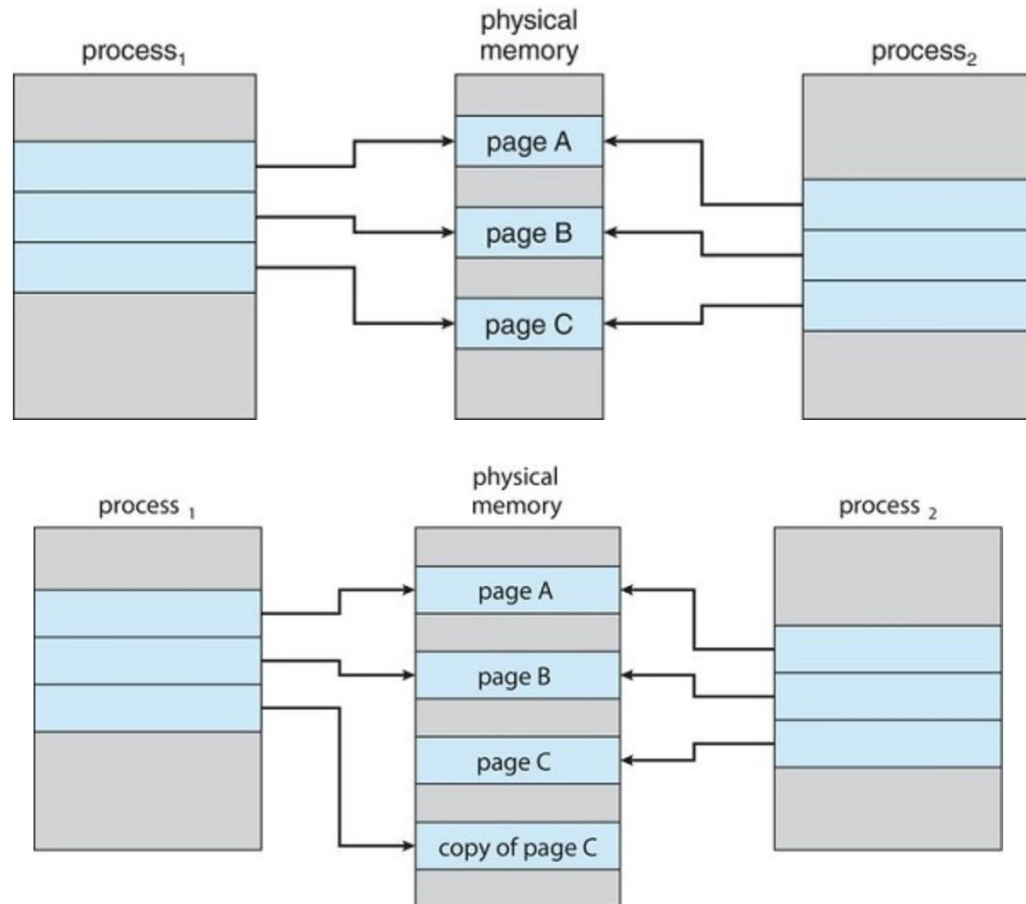 physical
memory
process₁
process₂
page A
page B
page C
physical
memory
process ₁
process ₂
page A
page B
page C
copy of page C